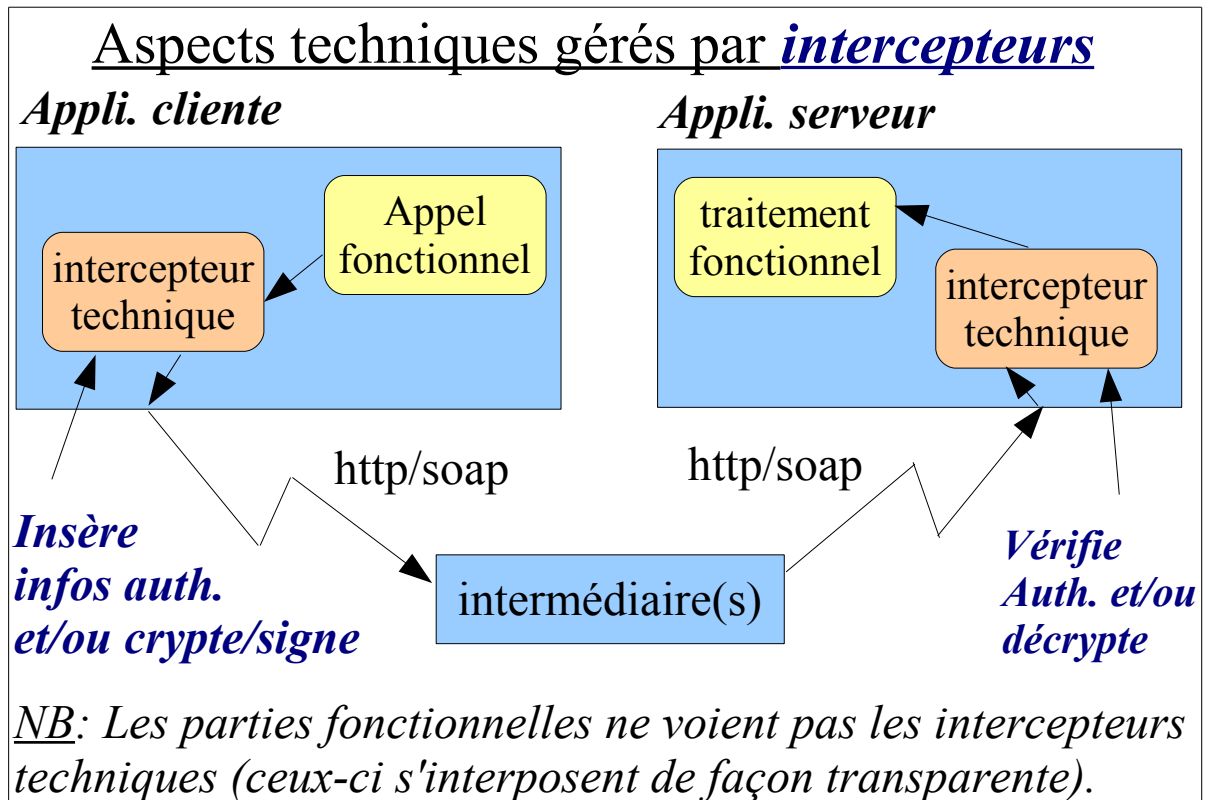 Aspects techniques gérés par intercepteurs
Appli. cliente
Appli. serveur
Appel
fonctionnel
intercepteur
technique
traitement
fonctionnel
intercepteur
technique
http/soap
http/soap
Insère
infos auth.
et/ou crypte/signe
intermédiaire(s)
Vérifie
Auth. et/ou
décrypte
NB: Les parties fonctionnelles ne voient pas les intercepteurs
techniques (ceux-ci s'interposent de façon transparente).